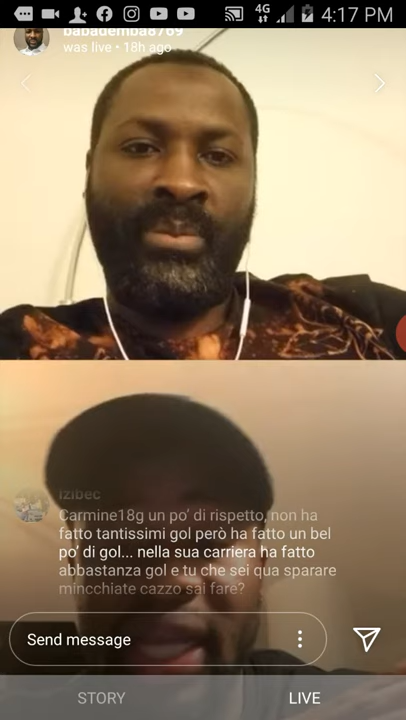 4G
4:17 PM
babademba8769
was live • 18h ago
izibec
Carmine18g un po' di rispetto, non ha
fatto tantissimi gol però ha fatto un bel
po' di gol... nella sua carriera ha fatto
abbastanza gol e tu che sei qua sparare
mincchiate cazzo sai fare?
Send message
STORY
LIVE